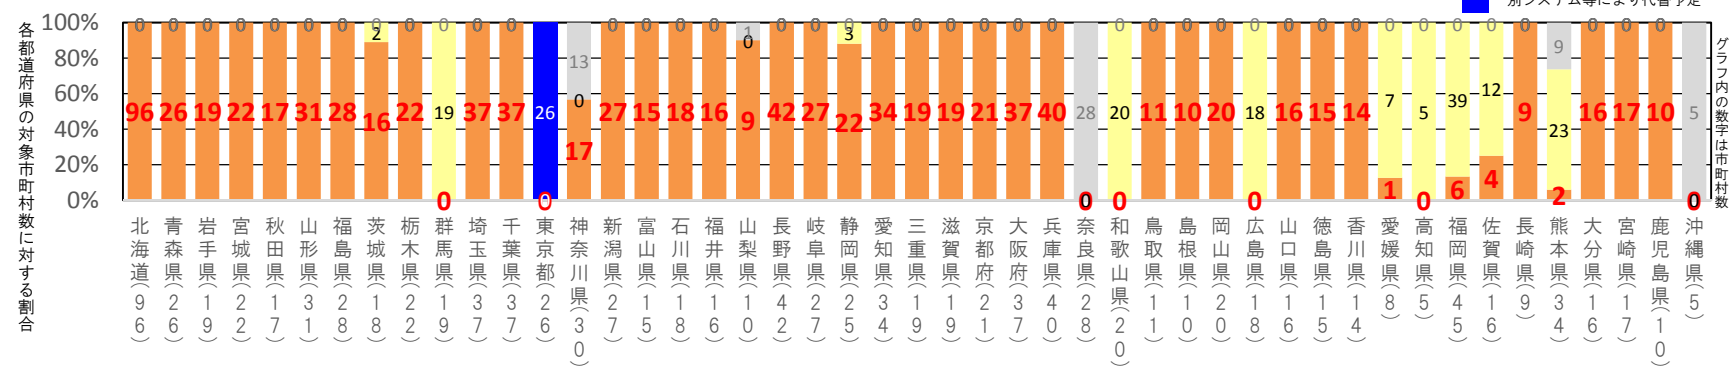 別システム等により代替予定
各都道府県の対象市町村数に対する割合
100%
80%
60%
40%
20%
0%
0 0 0 0 0 0 0 0 0 0 0 0 0 0 0 0 0 1 0 0 0 0 0 0 0 0 0 0 0 0 0 0 0 0 0 0 0 0 0 9 0 0 0
2 0 3
13 28 5
96 26 19 22 17 31 28 16 22 19 37 37 26 0 27 15 18 16 9 42 27 22 34 19 19 21 37 40 20 11 10 20 18 16 15 14 7 5 39 12 9 23 16 17 10
0 0 17 0 0 0 1 0 6 4 2 0
0 0
北海道(96)
青森県(26)
岩手県(19)
宮城県(22)
秋田県(17)
山形県(31)
福島県(28)
茨城県(18)
栃木県(22)
群馬県(19)
埼玉県(37)
千葉県(37)
東京都(26)
神奈川県(30)
新潟県(27)
富山県(15)
石川県(18)
福井県(16)
山梨県(10)
長野県(42)
岐阜県(27)
静岡県(25)
愛知県(34)
三重県(19)
滋賀県(19)
京都府(21)
大阪府(37)
兵庫県(40)
奈良県(28)
和歌山県(20)
鳥取県(11)
島根県(10)
岡山県(20)
広島県(18)
山口県(16)
徳島県(15)
香川県(14)
愛媛県(8)
高知県(5)
福岡県(45)
佐賀県(16)
長崎県(9)
熊本県(34)
大分県(16)
宮崎県(17)
鹿児島県(10)
沖縄県(5)
グラフ内の数字は市町村数